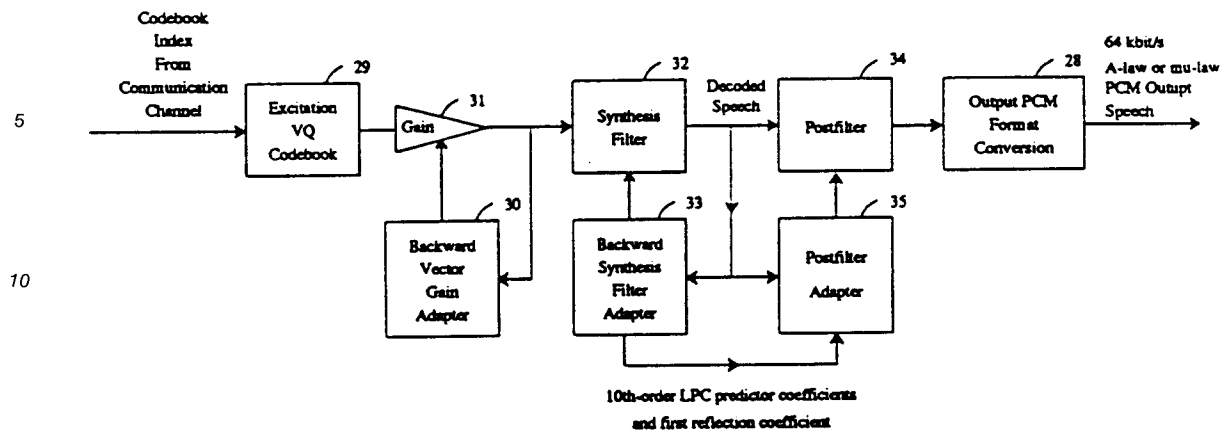 Codebook
Index
From
Communication
Channel
29
Excitation
VQ
Codebook
31
Gain
32
Synthesis
Filter
Decoded
Speech
34
Postfilter
28
Output PCM
Format
Conversion
64 kbit/s
A-law or mu-law
PCM Outupt
Speech
5
30
Backward
Vector
Gain
Adapter
33
Backward
Synthesis
Filter
Adapter
35
Postfilter
Adapter
10
10th-order LPC predictor coefficients
and first reflection coefficient